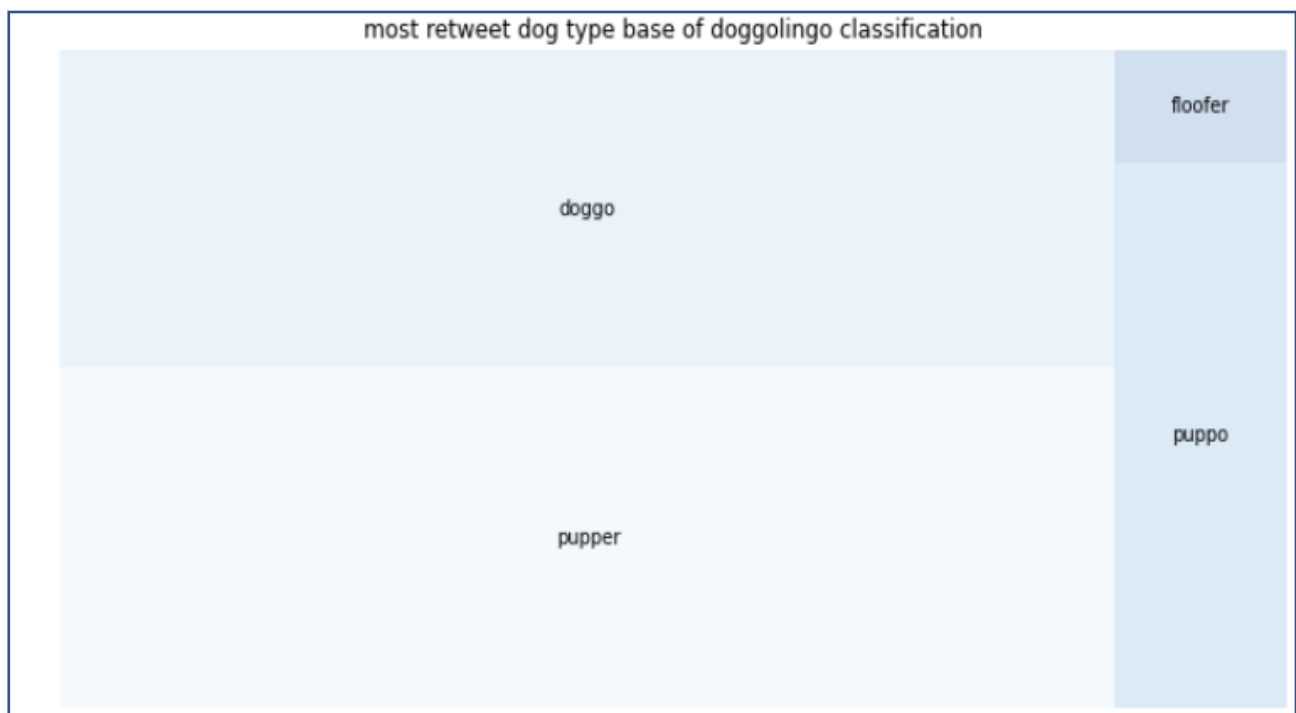 most retweet dog type base of doggolingo classification
floofer
doggo
puppo
pupper